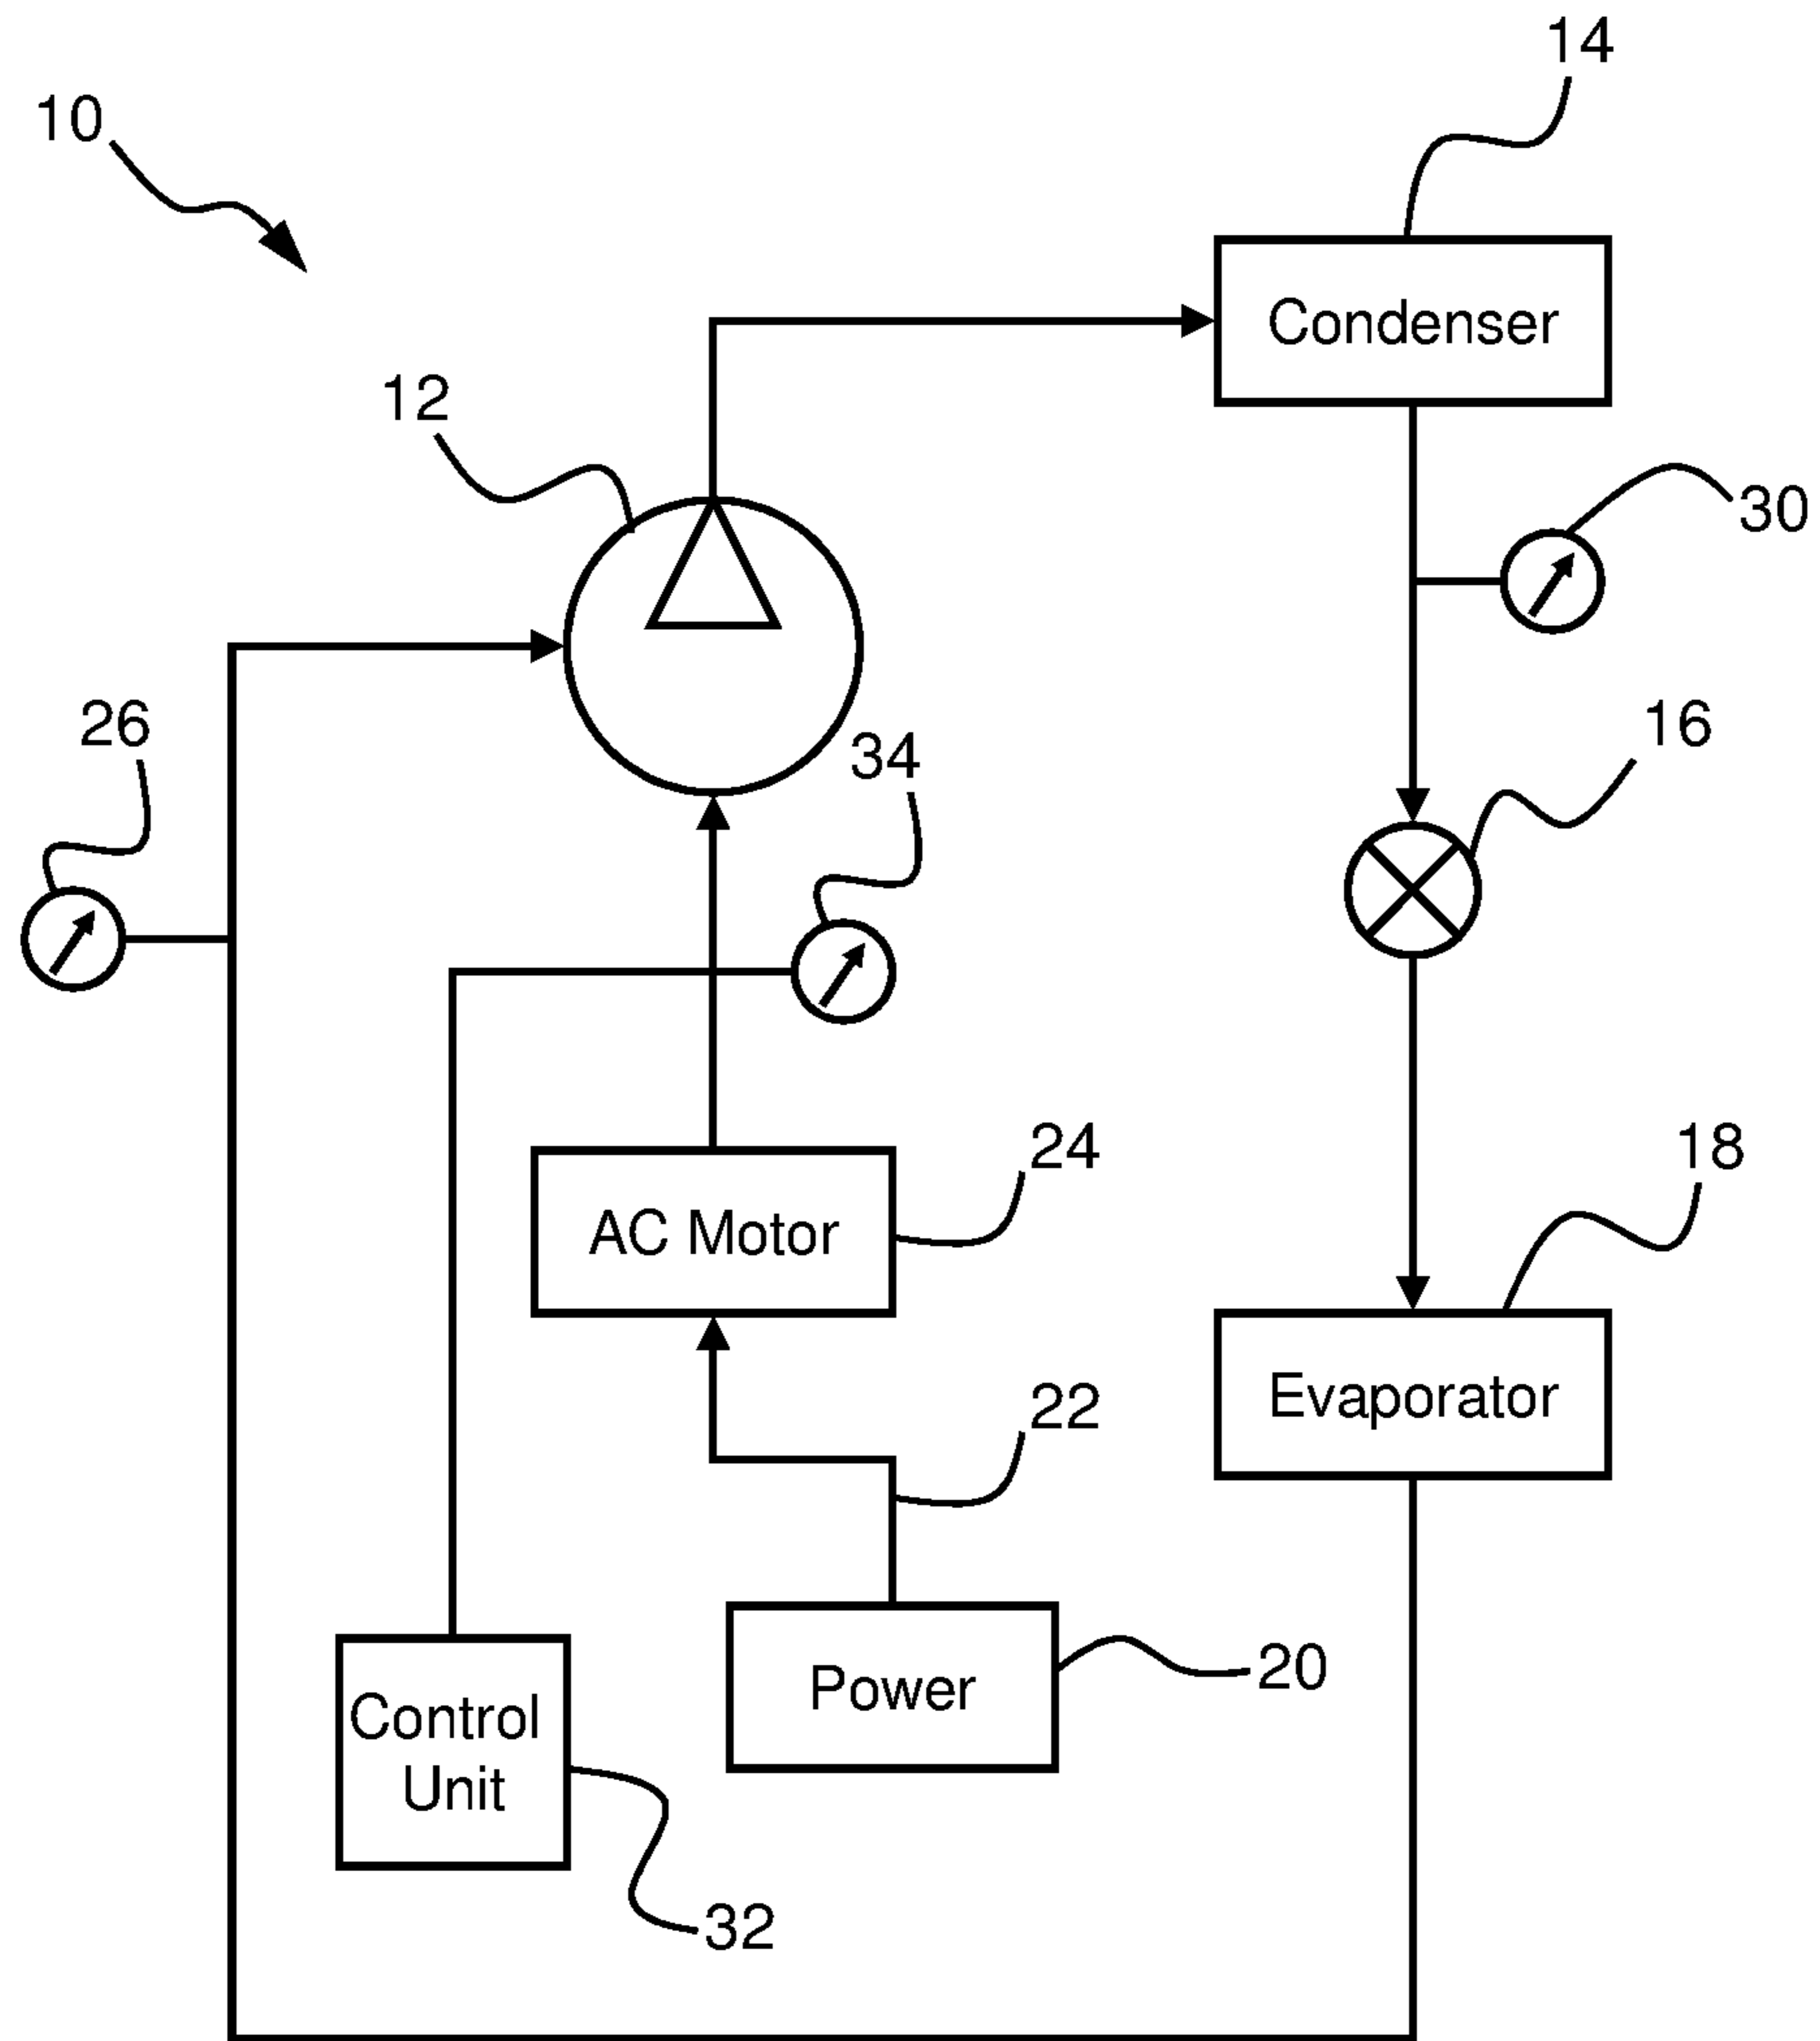 14
10
Condenser
12
30
26
34
16
24
18
AC Motor
22
Evaporator
20
Power
Control
Unit
32